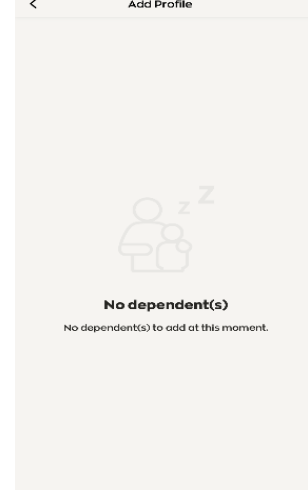 Add Profile
z Z
No dependent(s)
No dependent(s) to add at this moment.